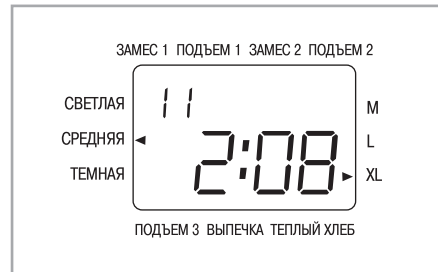 ЗАМЕС 1 ПОДЪЕМ 1 ЗАМЕС 2 ПОДЪЕМ 2
СВЕТЛАЯ 11 M
СРЕДНЯЯ ◄ L
2:08
ТЕМНАЯ ► XL
ПОДЪЕМ 3 ВЫПЕЧКА ТЕПЛЫЙ ХЛЕБ